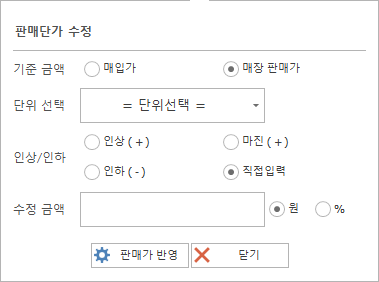 판매단가 수정
기준 금액 매입가 매장 판매가
단위 선택 = 단위선택 =
인상 ( + ) 마진 ( + )
인상/인하
인하 ( - ) 직접입력
수정 금액 원 %
판매가 반영 닫기